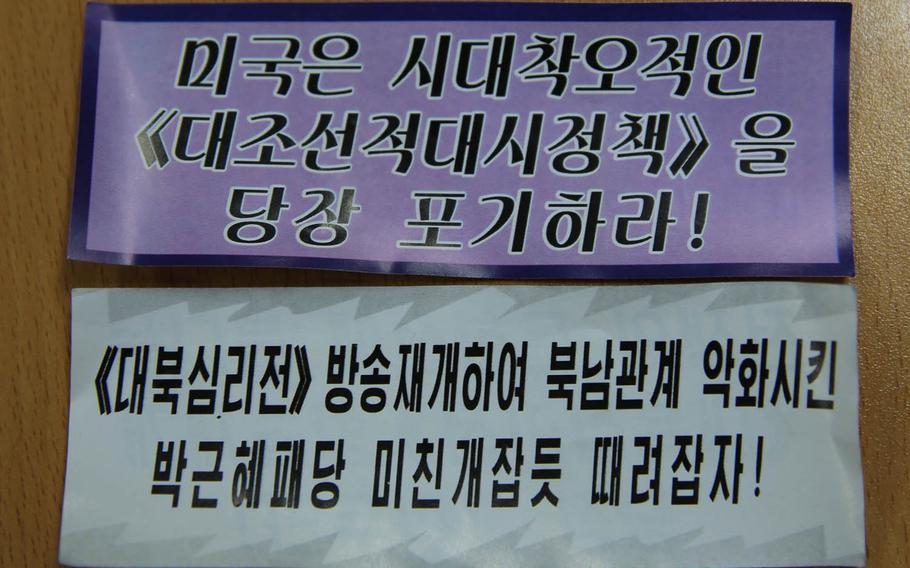 미국은 시대착오적인
《대조선적대시정책》을
당장 포기하라!
《대북심리전》 방송재개하여 북남관계 악화시킨
박근혜패당 미친개잡듯 때려잡자!